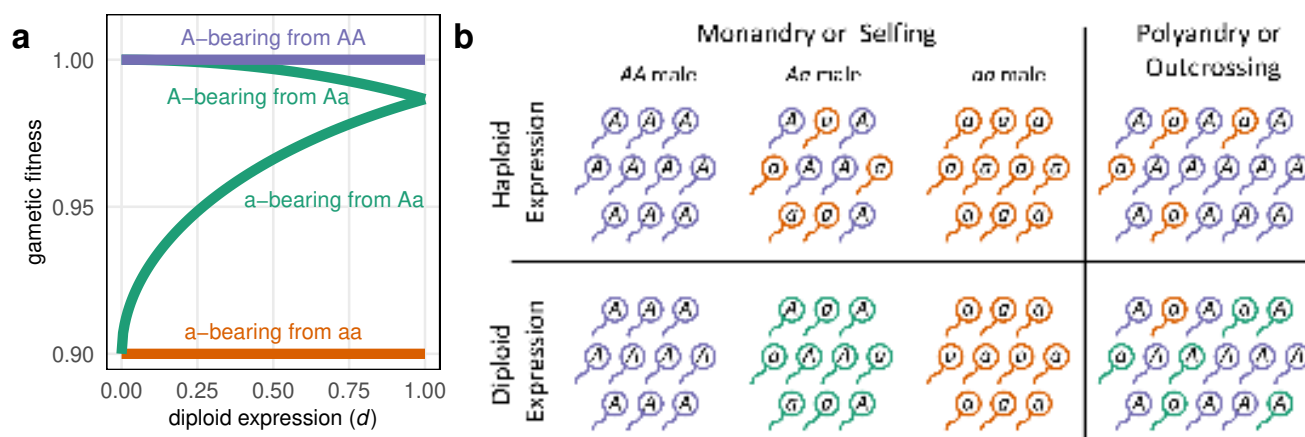 a
A−bearing from AA
A−bearing from Aa
a−bearing from Aa
a−bearing from aa
gametic fitness
1.00
0.95
0.90
0.00 0.25 0.50 0.75 1.00
diploid expression (d)
b
Monandry or Selfing
Polyandry or
Outcrossing
AA male Aa male aa male
Haploid
Expression
A A A A a A a a a A a A a A
A A A A a A A a a a a a a A A A A A
A A A a a A a a a A a A A A
Diploid
Expression
A A A A a A a a a A a A a A
A A A A a A A a a a a a a A A A A A
A A A a a A a a a A a A A A